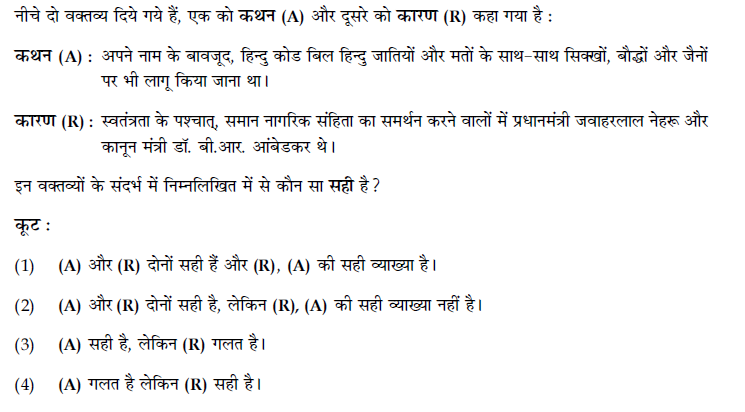 नीचे दो वक्तव्य दिये गये हैं, एक को कथन (A) और दूसरे को कारण (R) कहा गया है :
कथन (A) : अपने नाम के बावजूद, हिन्दु कोड बिल हिन्दु जातियों और मतों के साथ-साथ सिक्खों, बौद्धों और जैनों
पर भी लागू किया जाना था।
कारण (R) : स्वतंत्रता के पश्चात्, समान नागरिक संहिता का समर्थन करने वालों में प्रधानमंत्री जवाहरलाल नेहरू और
कानून मंत्री डॉ. बी.आर. आंबेडकर थे।
इन वक्तव्यों के संदर्भ में निम्नलिखित में से कौन सा सही है ?
कूट :
(1) (A) और (R) दोनों सही हैं और (R), (A) की सही व्याख्या है।
(2) (A) और (R) दोनों सही है, लेकिन (R), (A) की सही व्याख्या नहीं है।
(3) (A) सही है, लेकिन (R) गलत है।
(4) (A) गलत है लेकिन (R) सही है।